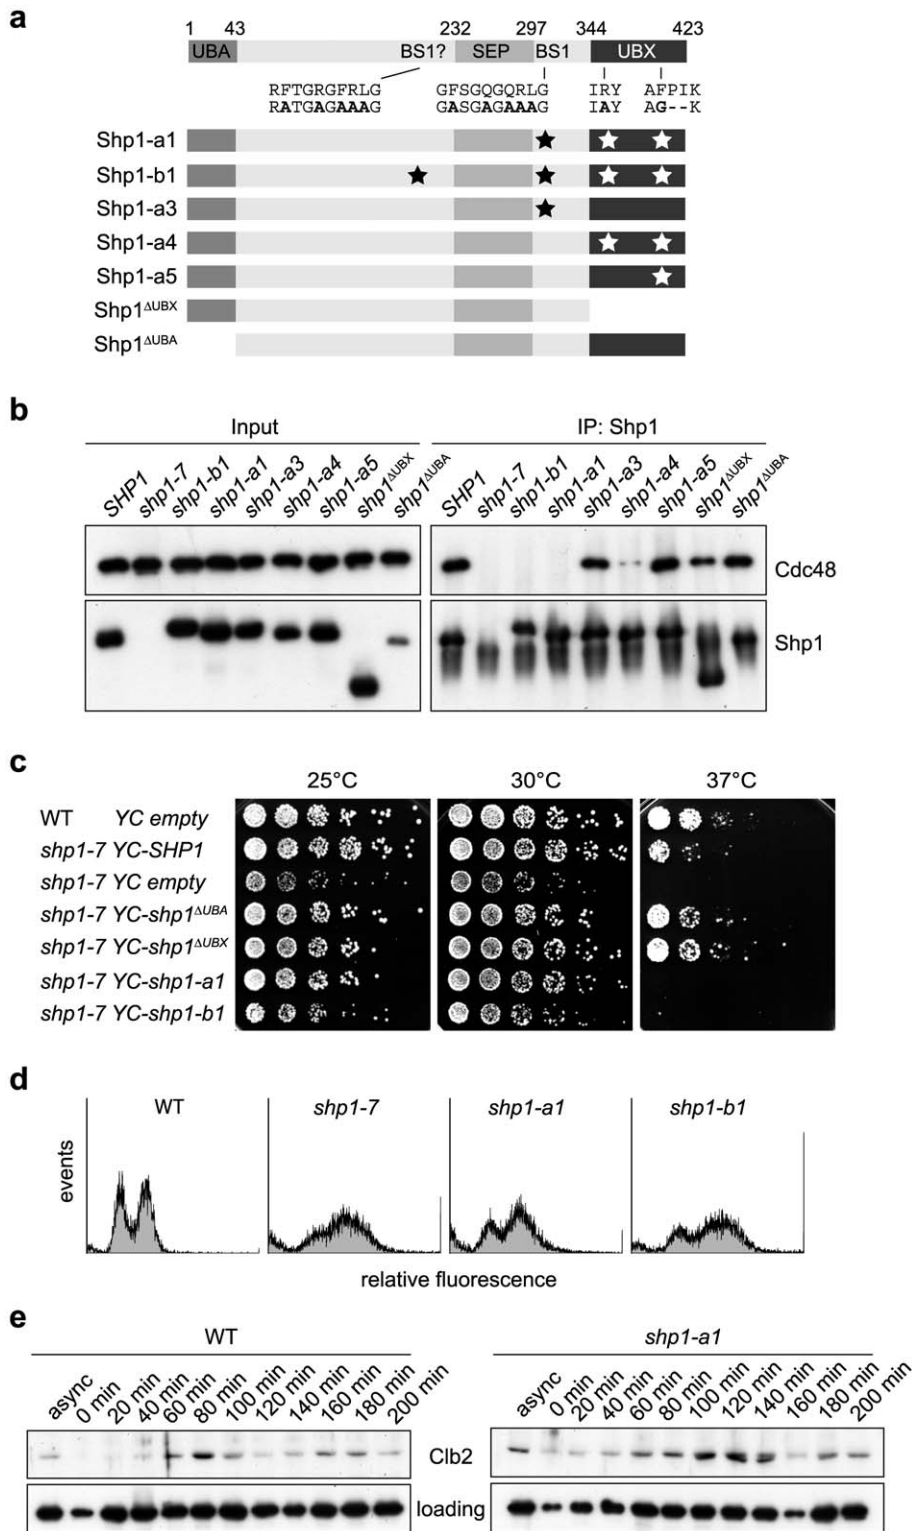 a
1 43 232 297 344 423
UBA BS1? SEP BS1 UBX
RFTGRGFRLG GFSGQGQRLG IRY AFPIK
RATGAGAAAG GASGAGAAAG IAY AG--K
Shp1-a1
Shp1-b1
Shp1-a3
Shp1-a4
Shp1-a5
Shp1ΔUBX
Shp1ΔUBA
b
Input IP: Shp1
SHP1 shp1-7 shp1-b1 shp1-a1 shp1-a3 shp1-a4 shp1-a5 shp1ΔUBX shp1ΔUBA SHP1 shp1-7 shp1-b1 shp1-a1 shp1-a3 shp1-a4 shp1-a5 shp1ΔUBX shp1ΔUBA
Cdc48
Shp1
c
25°C 30°C 37°C
WT YC empty
shp1-7 YC-SHP1
shp1-7 YC empty
shp1-7 YC-shp1ΔUBA
shp1-7 YC-shp1ΔUBX
shp1-7 YC-shp1-a1
shp1-7 YC-shp1-b1
d
WT shp1-7 shp1-a1 shp1-b1
events
relative fluorescence
e
WT shp1-a1
async 0 min 20 min 40 min 60 min 80 min 100 min 120 min 140 min 160 min 180 min 200 min async 0 min 20 min 40 min 60 min 80 min 100 min 120 min 140 min 160 min 180 min 200 min
Clb2
loading